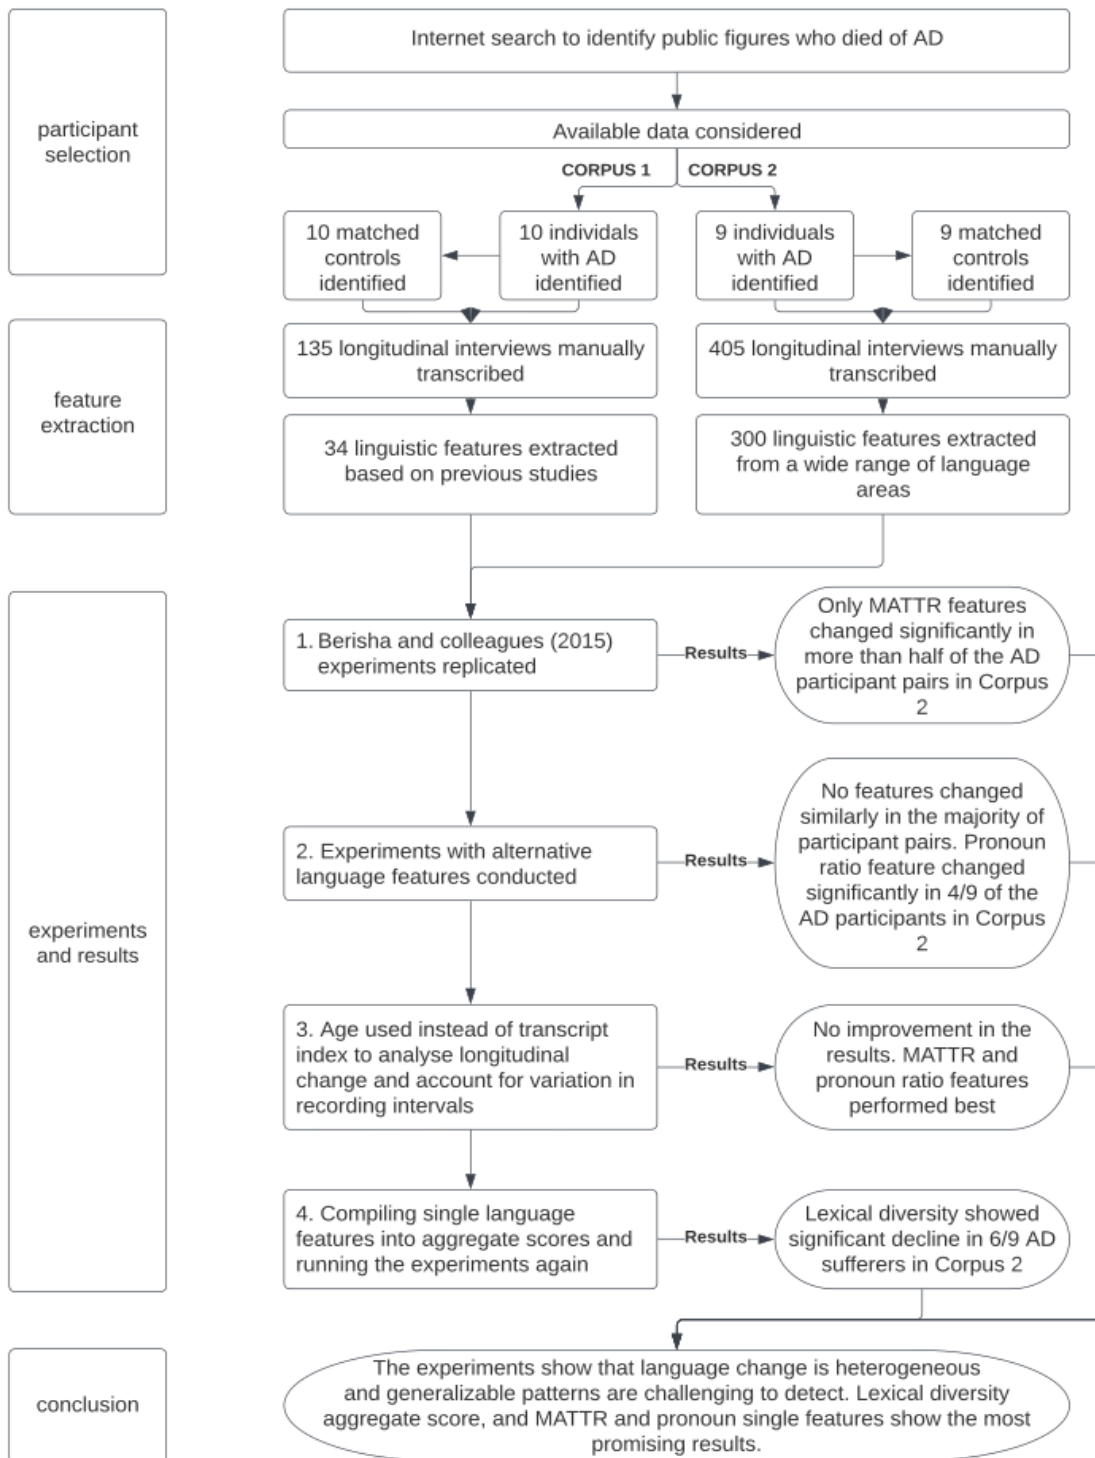 participant
selection
Internet search to identify public figures who died of AD
Available data considered
CORPUS 1
CORPUS 2
10 matched
controls
identified
10 individals
with AD
identified
9 individuals
with AD
identified
9 matched
controls
identified
feature
extraction
135 longitudinal interviews manually
transcribed
405 longitudinal interviews manually
transcribed
34 linguistic features extracted
based on previous studies
300 linguistic features extracted
from a wide range of language
areas
experiments
and results
1. Berisha and colleagues (2015)
experiments replicated
Results
Only MATTR features
changed significantly in
more than half of the AD
participant pairs in Corpus
2
2. Experiments with alternative
language features conducted
Results
No features changed
similarly in the majority of
participant pairs. Pronoun
ratio feature changed
significantly in 4/9 of the
AD participants in Corpus
2
3. Age used instead of transcript
index to analyse longitudinal
change and account for variation in
recording intervals
Results
No improvement in the
results. MATTR and
pronoun ratio features
performed best
4. Compiling single language
features into aggregate scores and
running the experiments again
Results
Lexical diversity showed
significant decline in 6/9 AD
sufferers in Corpus 2
conclusion
The experiments show that language change is heterogeneous
and generalizable patterns are challenging to detect. Lexical diversity
aggregate score, and MATTR and pronoun single features show the most
promising results.